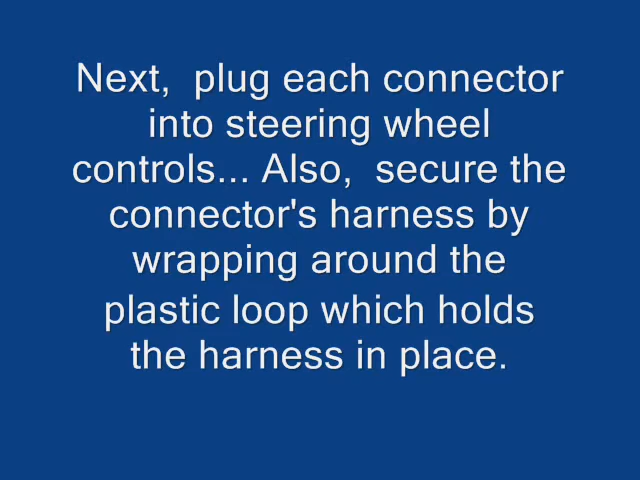 Next,  plug each connector
into steering wheel
controls... Also,  secure the
connector's harness by
wrapping around the
plastic loop which holds
the harness in place.